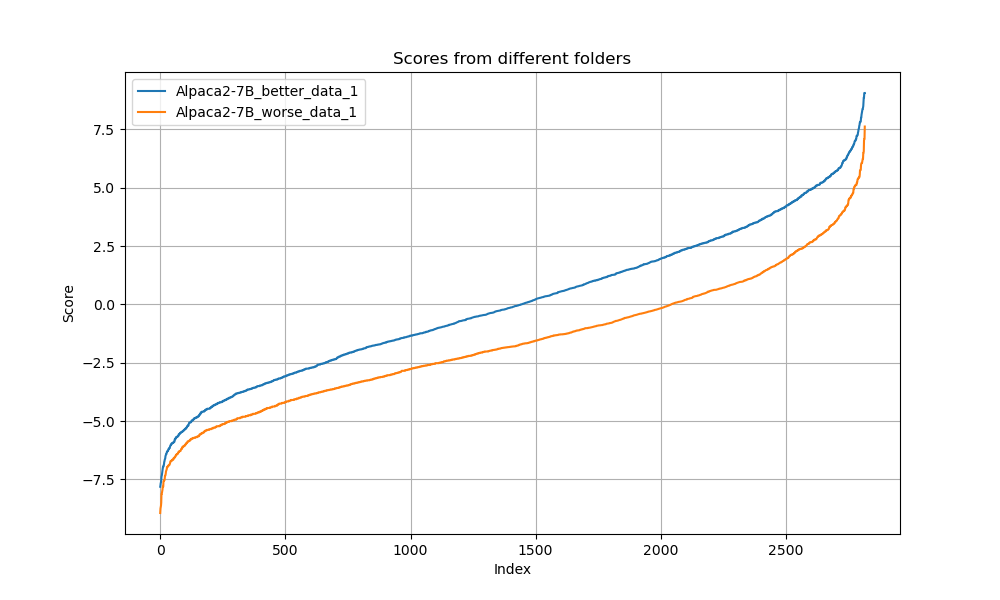 Scores from different folders
Alpaca2-7B_better_data_1
Alpaca2-7B_worse_data_1
7.5
5.0
2.5
0.0
−2.5
−5.0
−7.5
Score
0 500 1000 1500 2000 2500
Index